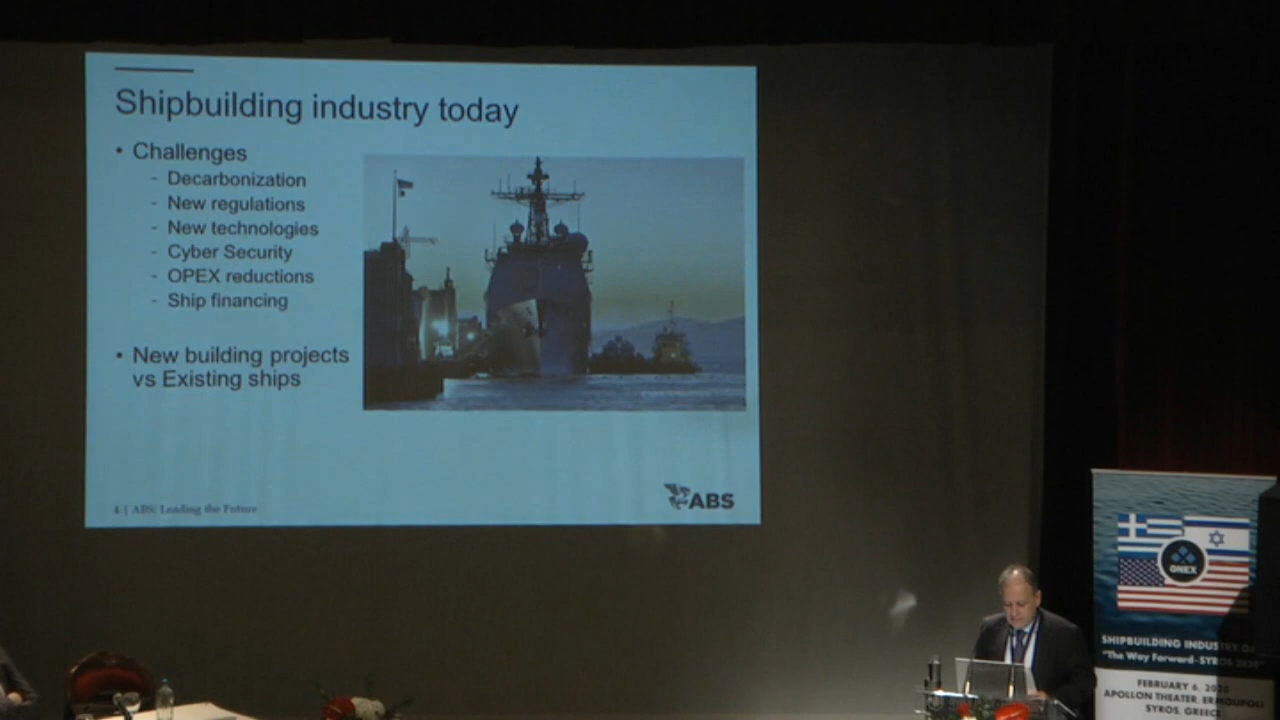 Shipbuilding industry today
• Challenges
- Decarbonization
- New regulations
- New technologies
- Cyber Security
- OPEX reductions
- Ship financing
• New building projects
vs Existing ships
4 | ABS: Leading the Future
ABS
ONEX
SHIPBUILDING INDUSTRY
"The Way Forward-SYROS 2020"
FEBRUARY 6, 2020
APOLLON THEATER, ERMOUPOLI
SYROS, GREECE